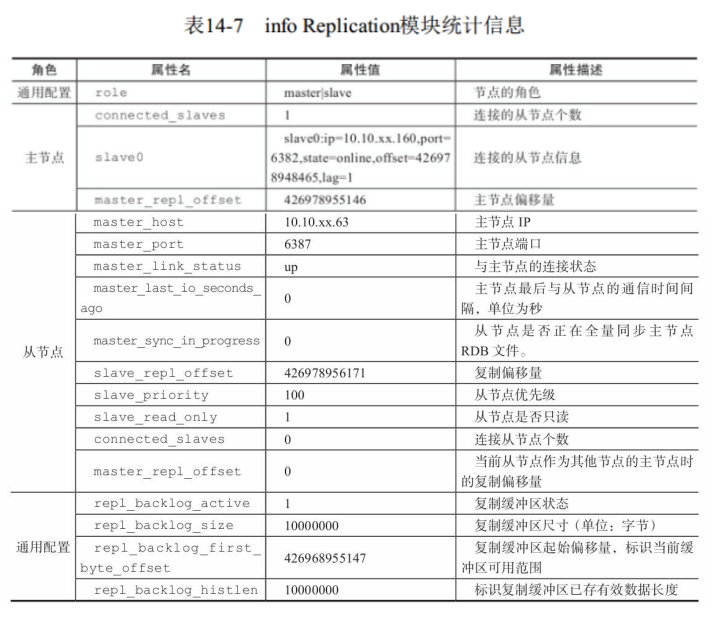 表14-7 info Replication模块统计信息
角色 属性名 属性值 属性描述
通用配置 role master|slave 节点的角色
主节点 connected_slaves 1 连接的从节点个数
slave0 slave0:ip=10.10.xx.160,port=
6382,state=online,offset=42697
8948465,lag=1 连接的从节点信息
master_repl_offset 426978955146 主节点偏移量
从节点 master_host 10.10.xx.63 主节点 IP
master_port 6387 主节点端口
master_link_status up 与主节点的连接状态
master_last_io_seconds_
ago 0 主节点最后与从节点的通信时间间
隔，单位为秒
master_sync_in_progress 0 从节点是否正在全量同步主节点
RDB 文件。
slave_repl_offset 426978956171 复制偏移量
slave_priority 100 从节点优先级
slave_read_only 1 从节点是否只读
connected_slaves 0 连接从节点个数
master_repl_offset 0 当前从节点作为其他节点的主节点时
的复制偏移量
通用配置 repl_backlog_active 1 复制缓冲区状态
repl_backlog_size 10000000 复制缓冲区尺寸（单位：字节）
repl_backlog_first_
byte_offset 426968955147 复制缓冲区起始偏移量，标识当前缓
冲区可用范围
repl_backlog_histlen 10000000 标识复制缓冲区已存有效数据长度